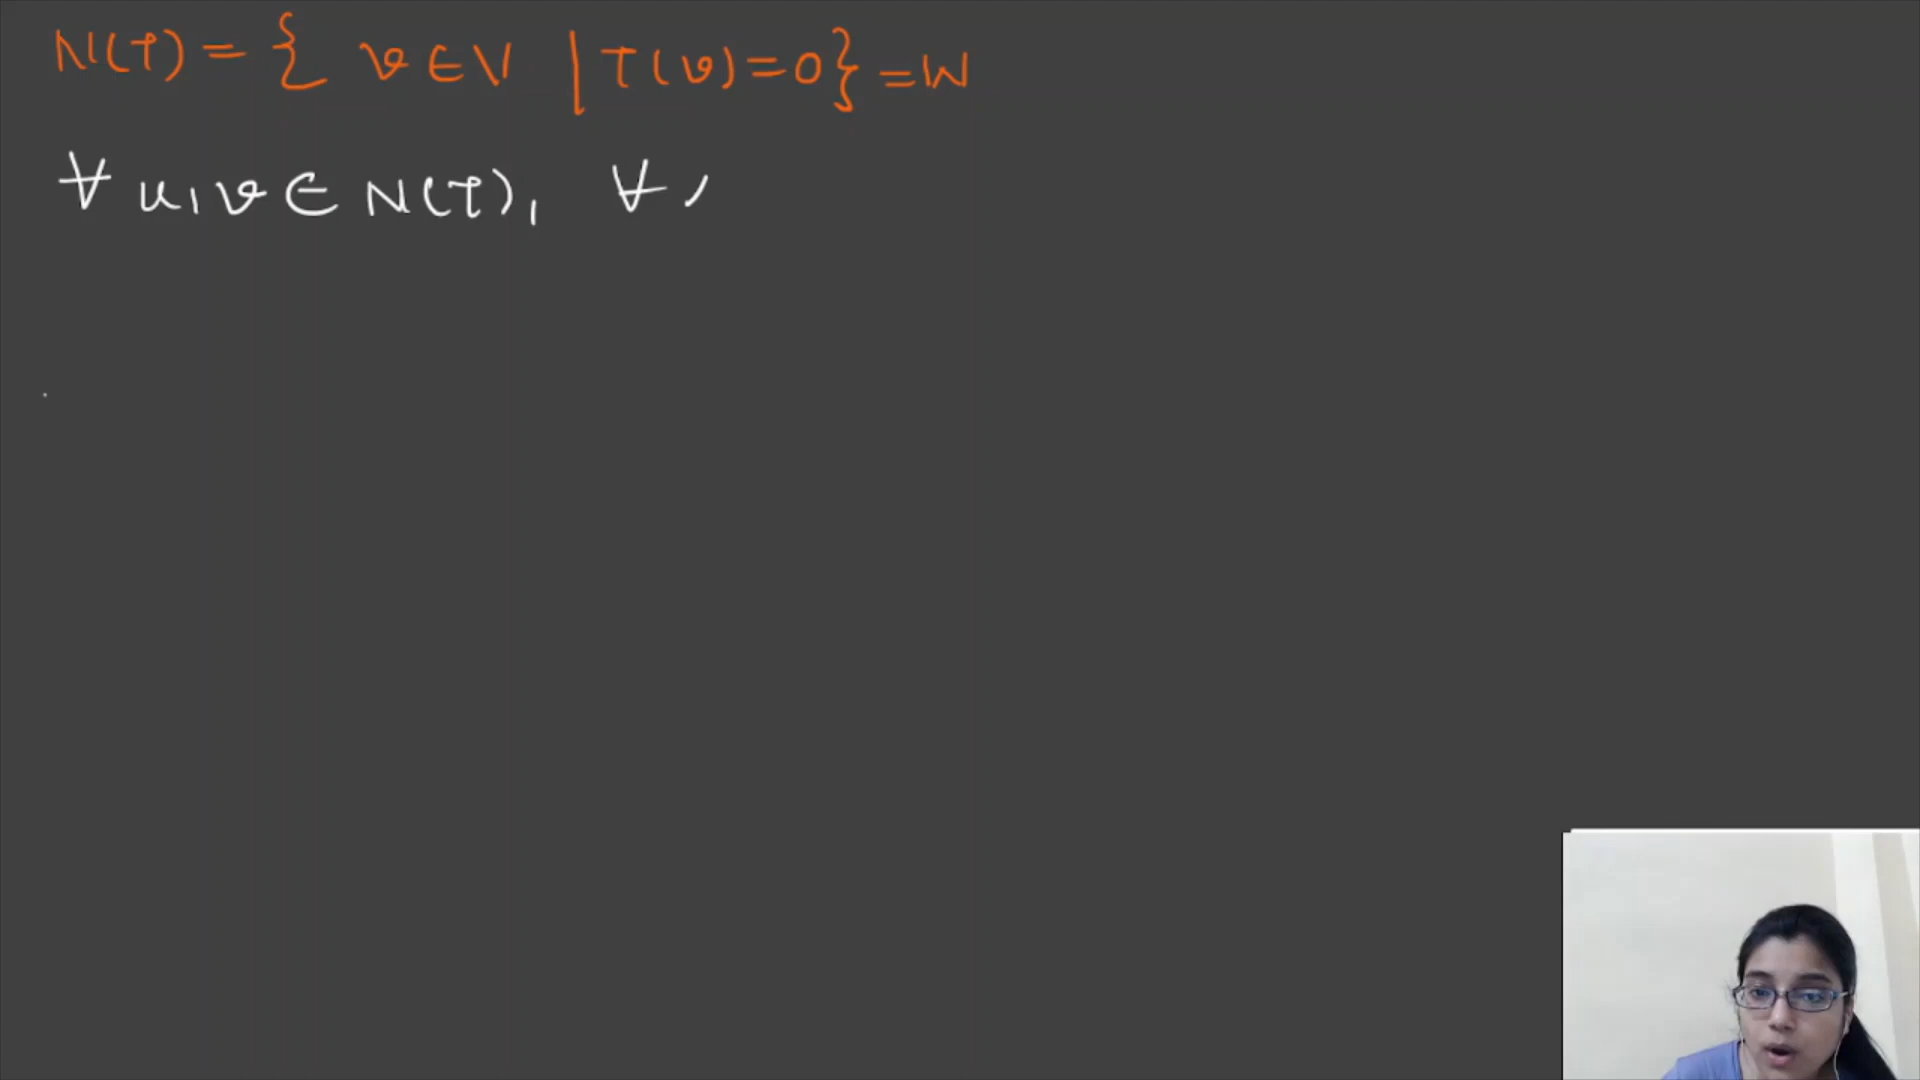 N(T) = { v ∈ V | T(v) = 0} = W
∀ u, v ∈ N(T), ∀